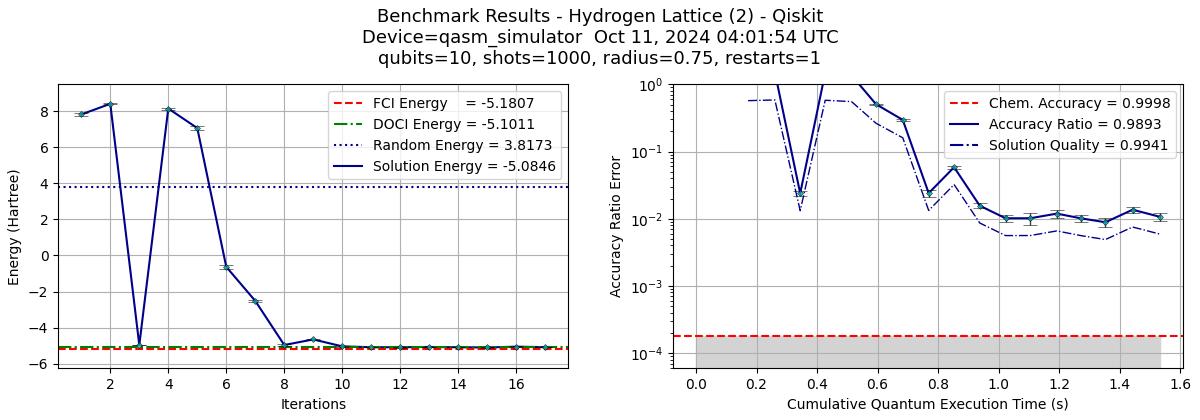 Benchmark Results - Hydrogen Lattice (2) - Qiskit
Device=qasm_simulator  Oct 11, 2024 04:01:54 UTC
qubits=10, shots=1000, radius=0.75, restarts=1
FCI Energy    = -5.1807
DOCI Energy = -5.1011
Random Energy = 3.8173
Solution Energy = -5.0846
Energy (Hartree)
8
6
4
2
0
−2
−4
−6
2 4 6 8 10 12 14 16
Iterations
Chem. Accuracy = 0.9998
Accuracy Ratio = 0.9893
Solution Quality = 0.9941
Accuracy Ratio Error
10⁰
10⁻¹
10⁻²
10⁻³
10⁻⁴
0.0 0.2 0.4 0.6 0.8 1.0 1.2 1.4 1.6
Cumulative Quantum Execution Time (s)